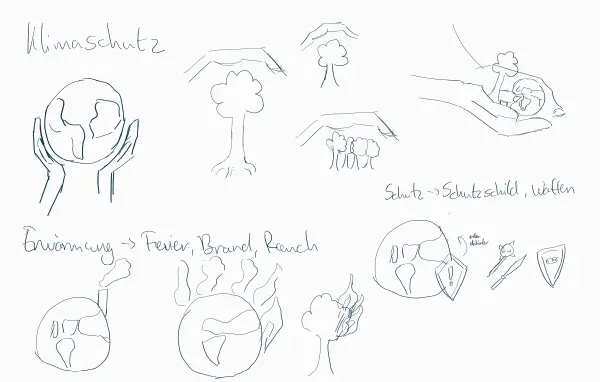 Klimaschutz
Schutz → Schutzschild, Waffen
Erwärmung → Feuer, Brand, Rauch
!